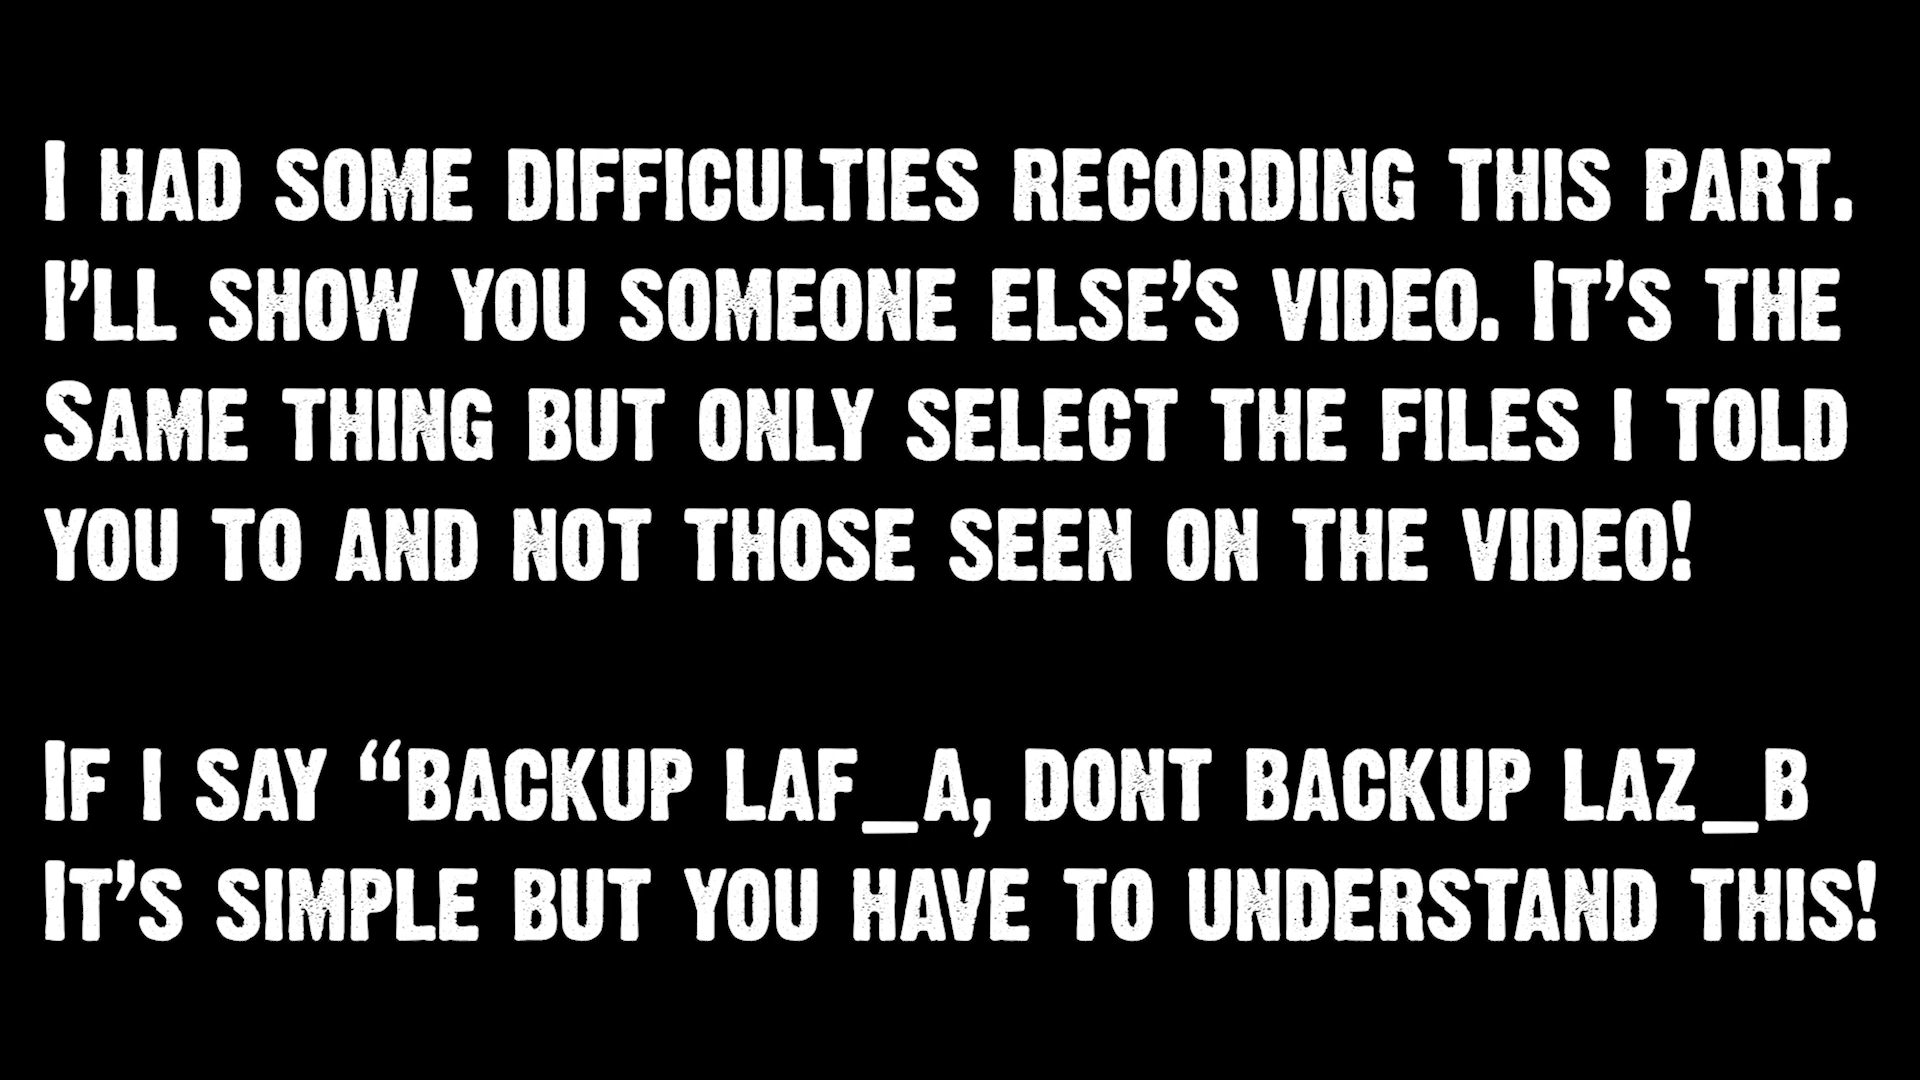 I had some difficulties recording this part.
I’ll show you someone else’s video. It’s the
Same thing but only select the files i told
you to and not those seen on the video!
If i say “backup laf_a, dont backup laz_b
It’s simple but you have to understand this!